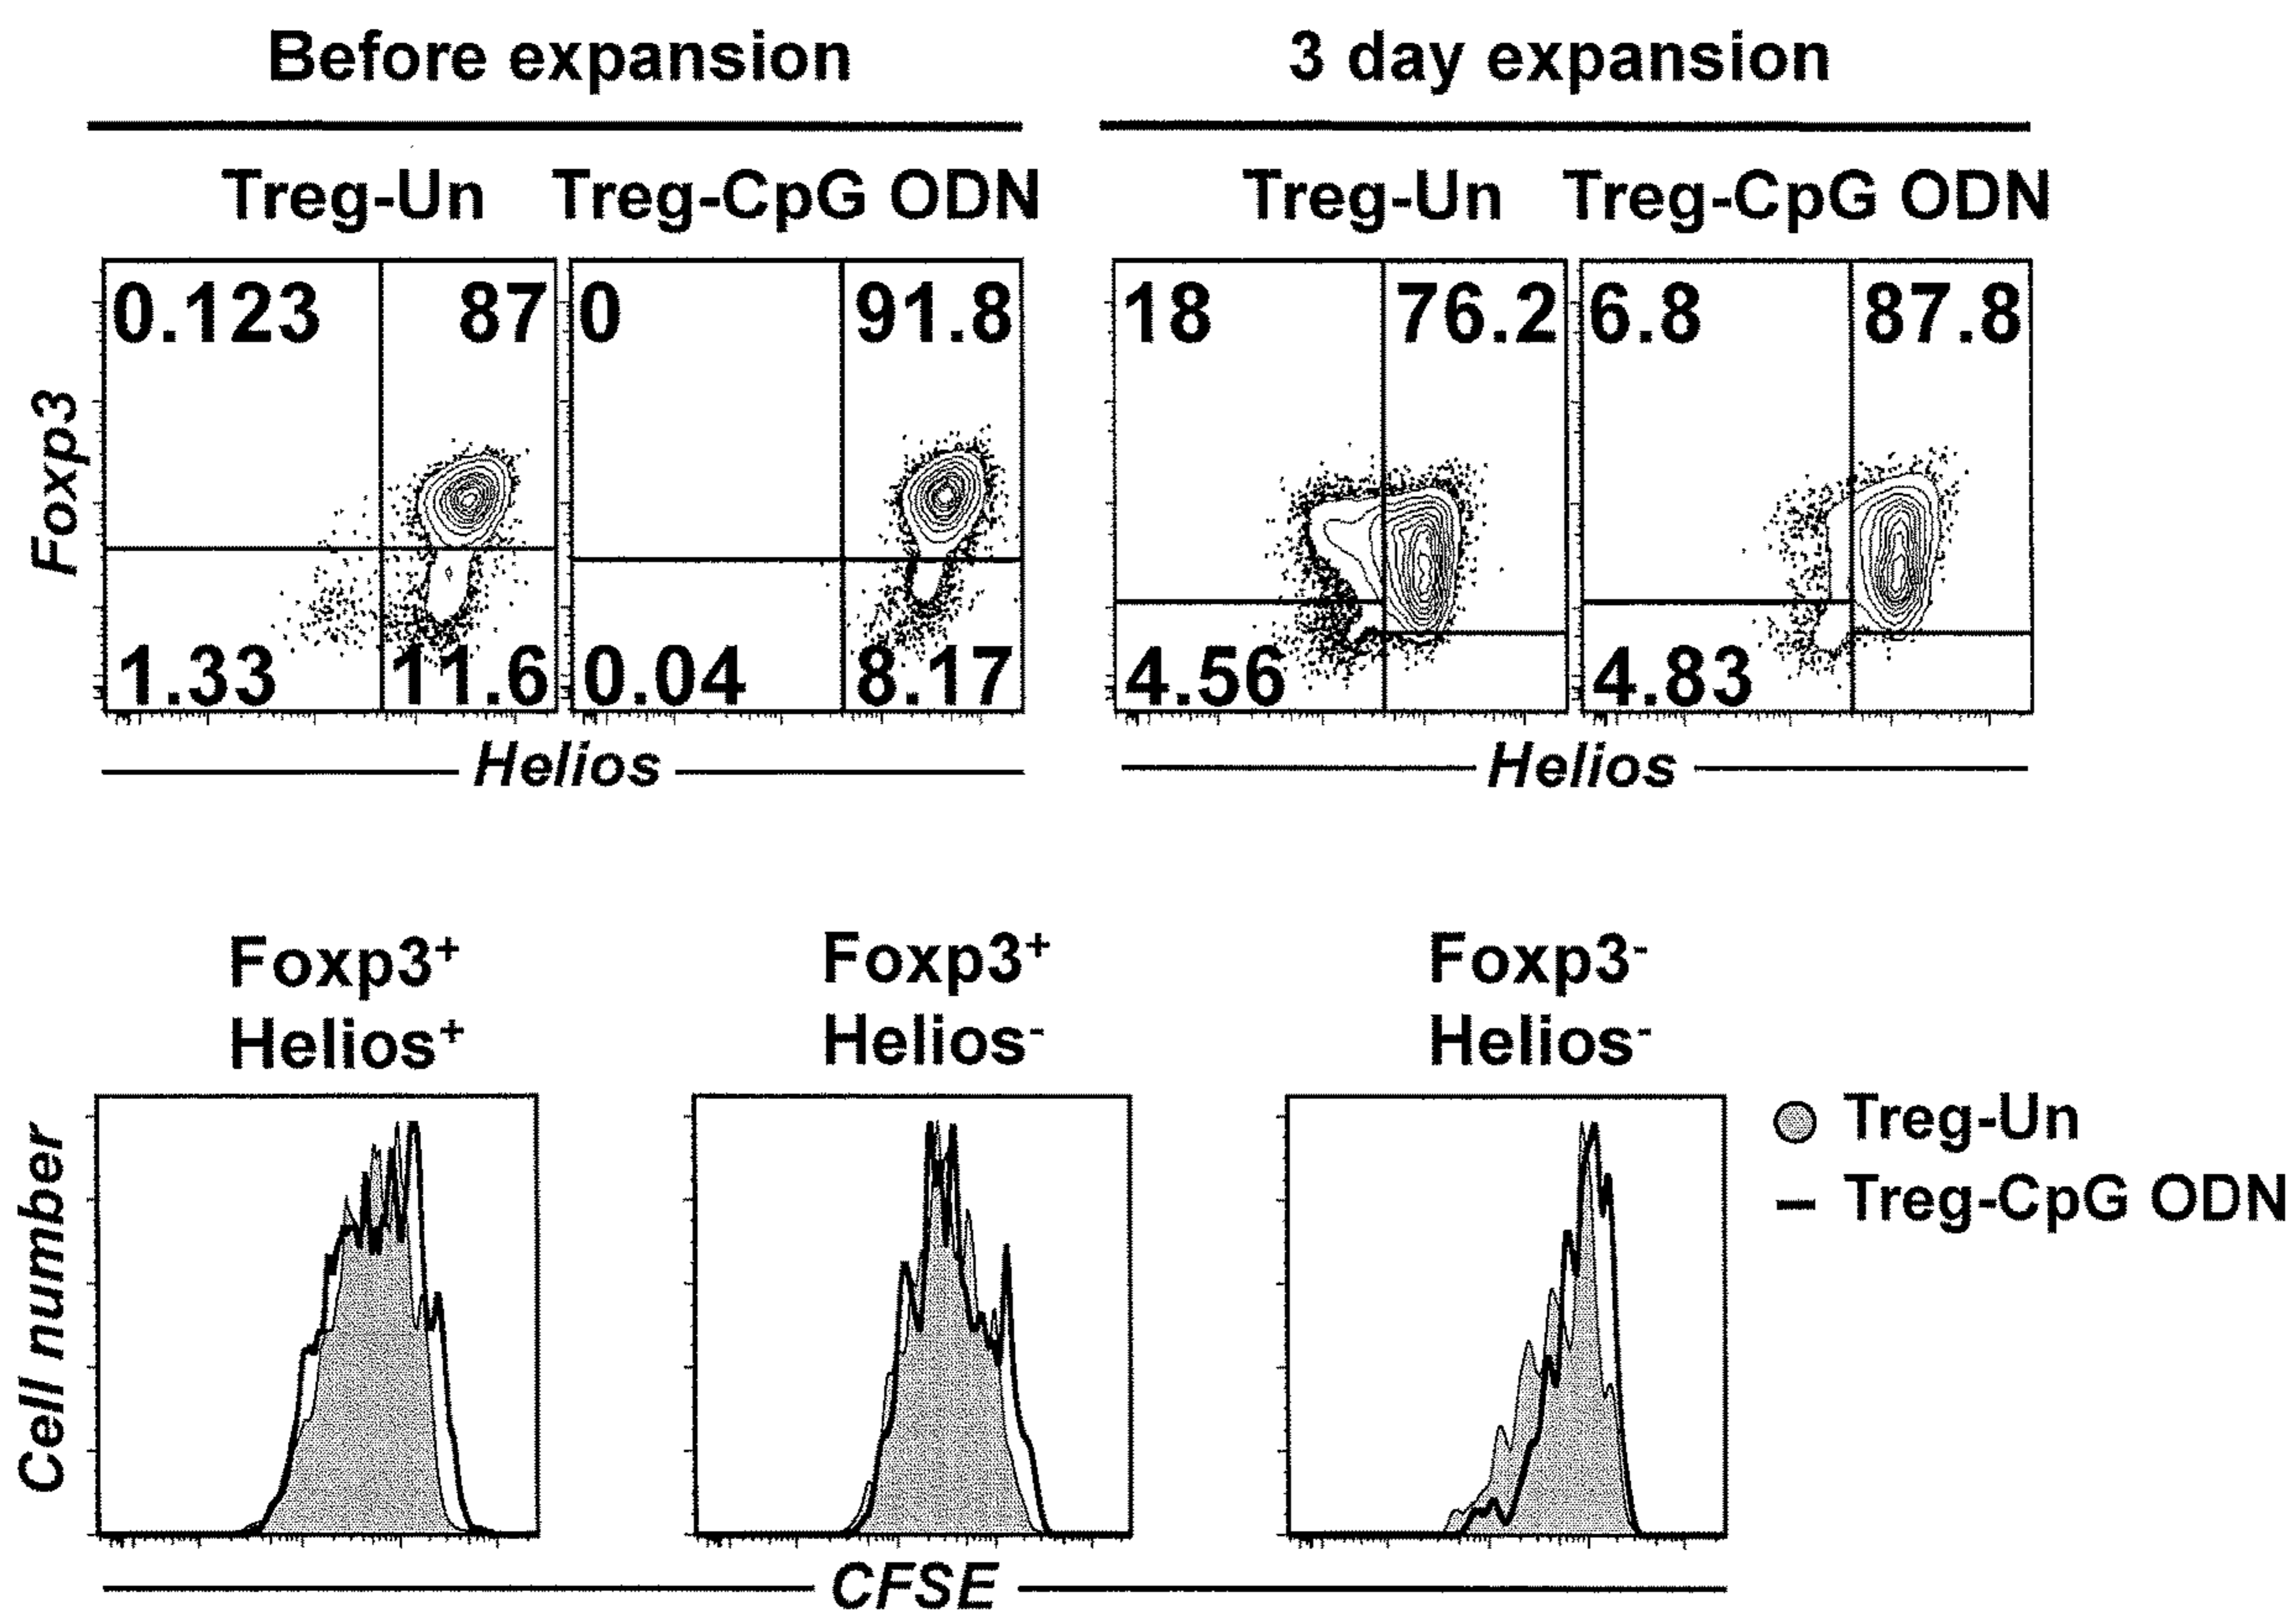 Before expansion
3 day expansion
Treg-Un
Treg-CpG ODN
Treg-Un
Treg-CpG ODN
0.123
87
0
91.8
18
76.2
6.8
87.8
Foxp3
1.33
11.6
0.04
8.17
4.56
4.83
Helios
Helios
Foxp3⁺
Helios⁺
Foxp3⁺
Helios⁻
Foxp3⁻
Helios⁻
Treg-Un
Treg-CpG ODN
Cell number
CFSE